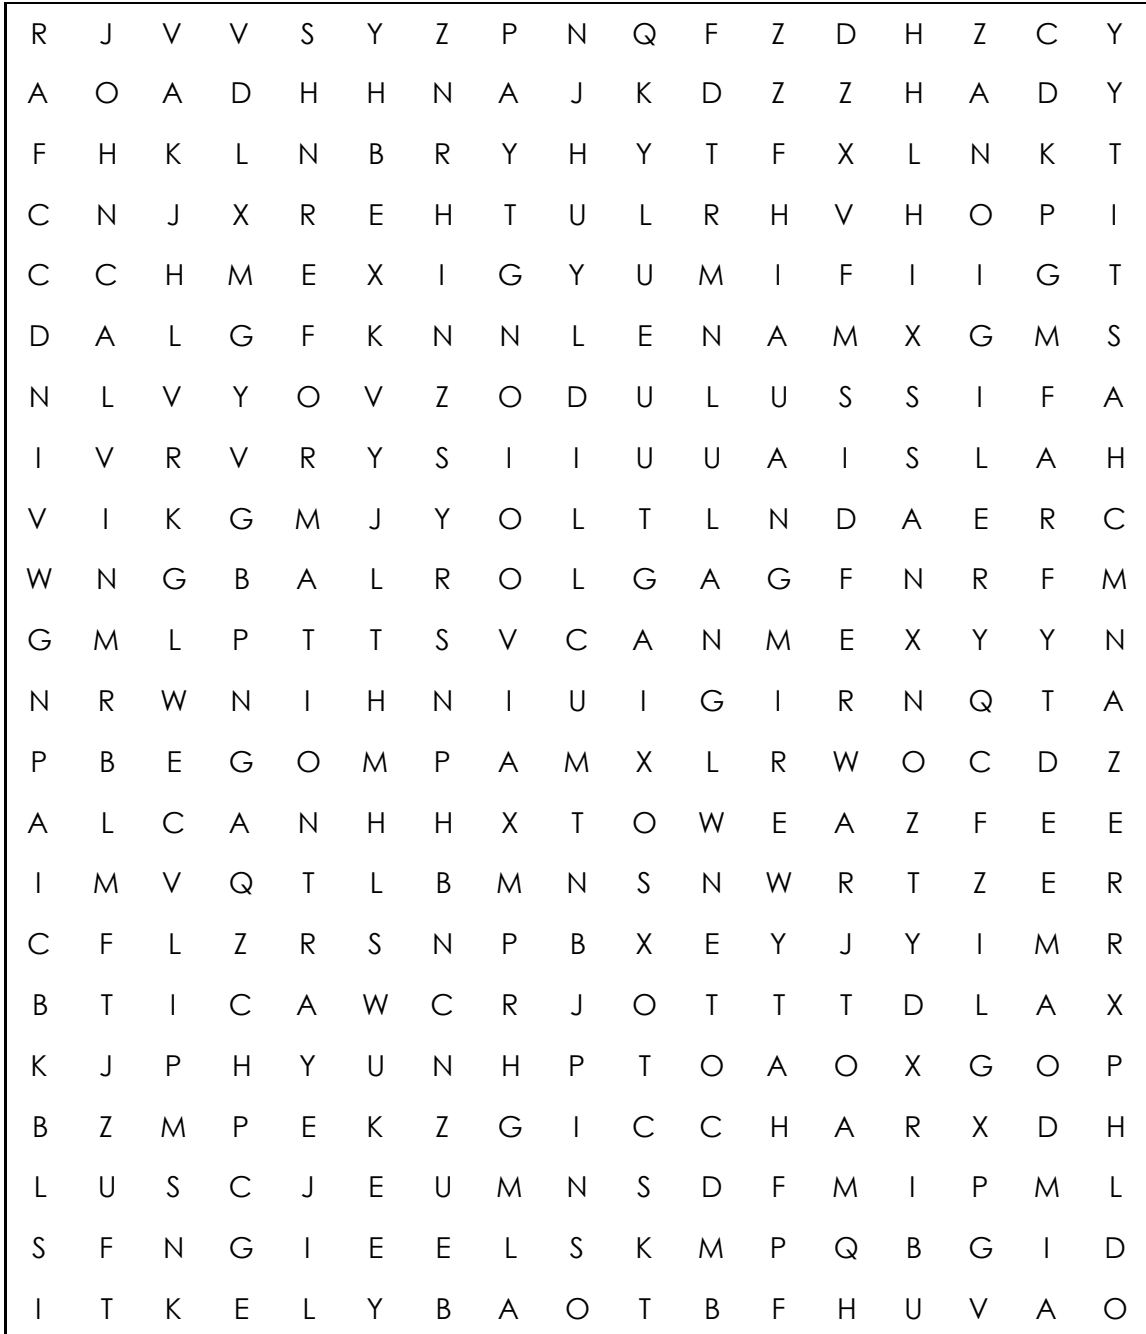 R J V V S Y Z P N Q F Z D H Z C Y
A O A D H H N A J K D Z Z H A D Y
F H K L N B R Y H Y T F X L N K T
C N J X R E H T U L R H V H O P I
C C H M E X I G Y U M I F I I G T
D A L G F K N N L E N A M X G M S
N L V Y O V Z O D U L U S S I F A
I V R V R Y S I I U U A I S L A H
V I K G M J Y O L T L N D A E R C
W N G B A L R O L G A G F N R F M
G M L P T T S V C A N M E X Y Y N
N R W N I H N I U I G I R N Q T A
P B E G O M P A M X L R W O C D Z
A L C A N H H X T O W E A Z F E E
I M V Q T L B M N S N W R T Z E R
C F L Z R S N P B X E Y J Y I M R
B T I C A W C R J O T T T D L A X
K J P H Y U N H P T O A O X G O P
B Z M P E K Z G I C C H A R X D H
L U S C J E U M N S D F M I P M L
S F N G I E E L S K M P Q B G I D
I T K E L Y B A O T B F H U V A O